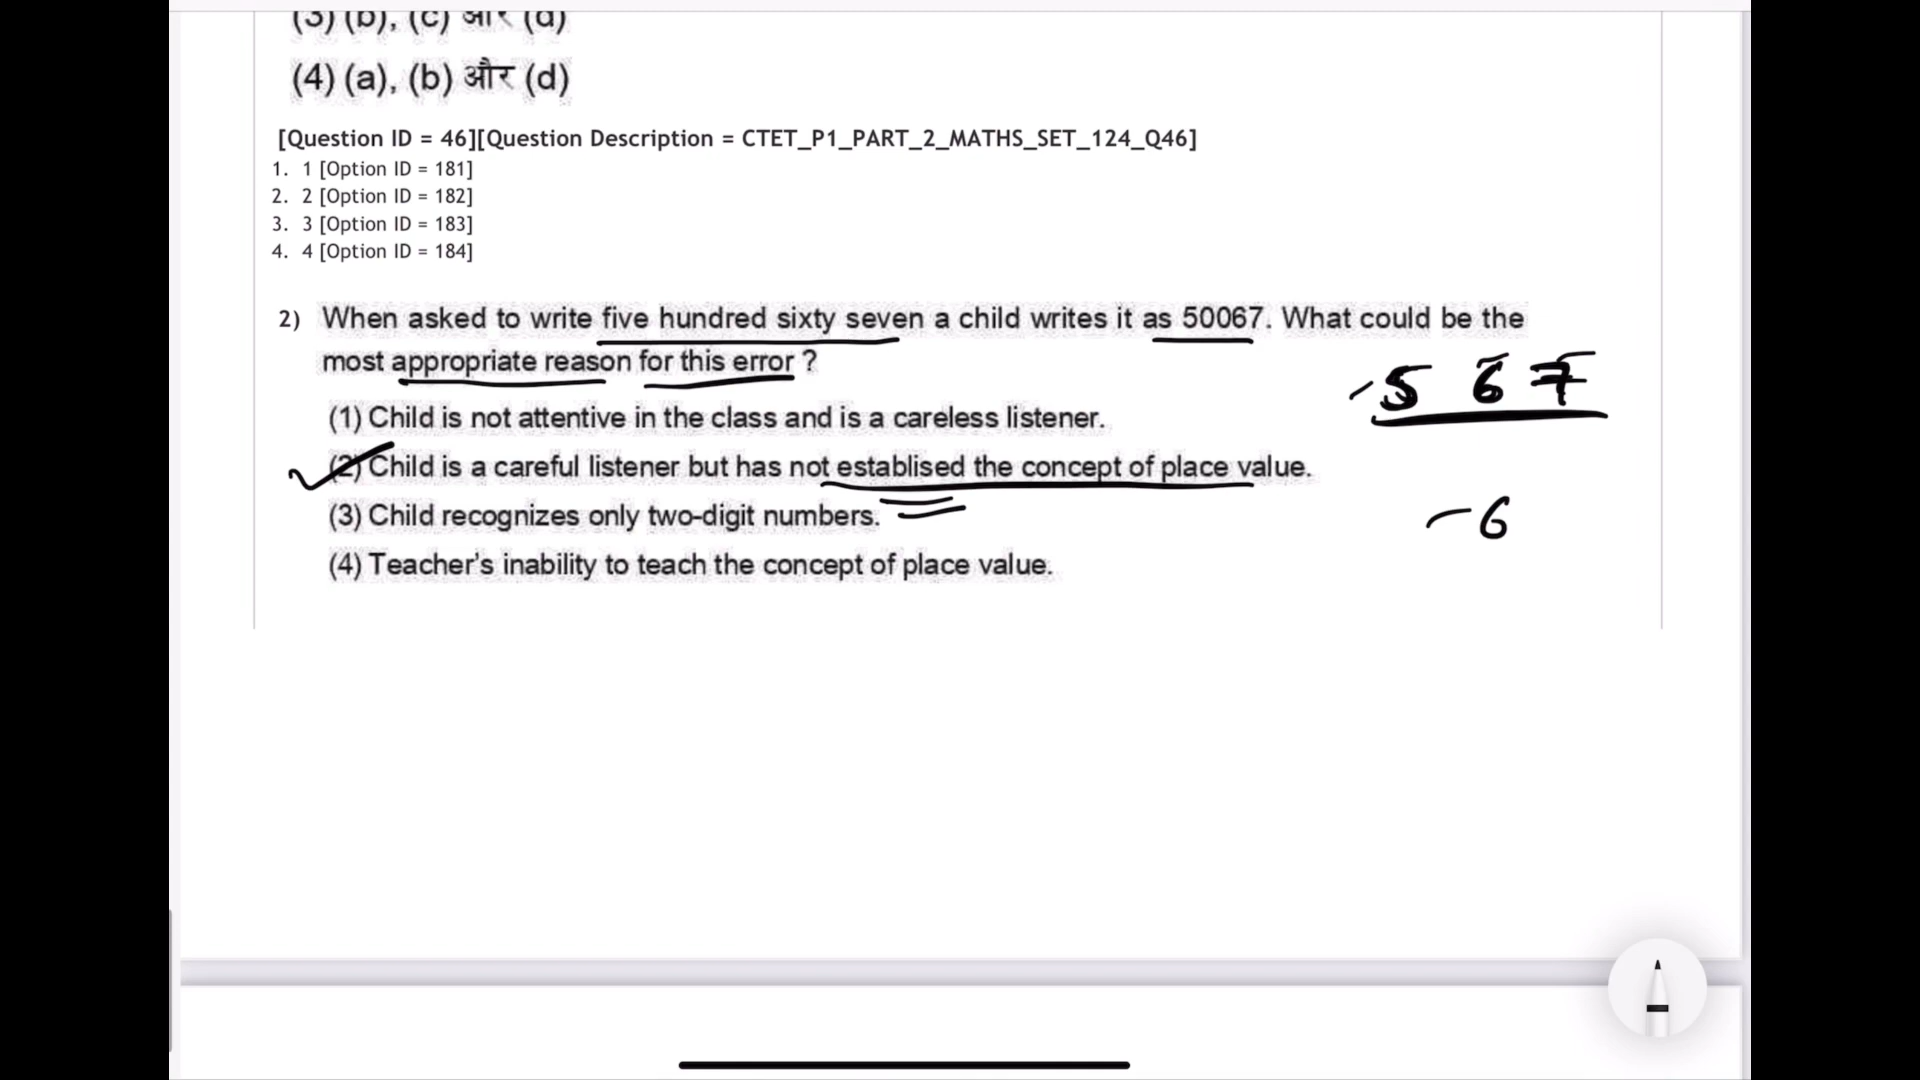 (3) (b), (c) और (d)
(4) (a), (b) और (d)
[Question ID = 46][Question Description = CTET_P1_PART_2_MATHS_SET_124_Q46]
1. 1 [Option ID = 181]
2. 2 [Option ID = 182]
3. 3 [Option ID = 183]
4. 4 [Option ID = 184]
2) When asked to write five hundred sixty seven a child writes it as 50067. What could be the
most appropriate reason for this error ?
5 6 7
(1) Child is not attentive in the class and is a careless listener.
(2) Child is a careful listener but has not establised the concept of place value.
(3) Child recognizes only two-digit numbers.
6
(4) Teacher's inability to teach the concept of place value.